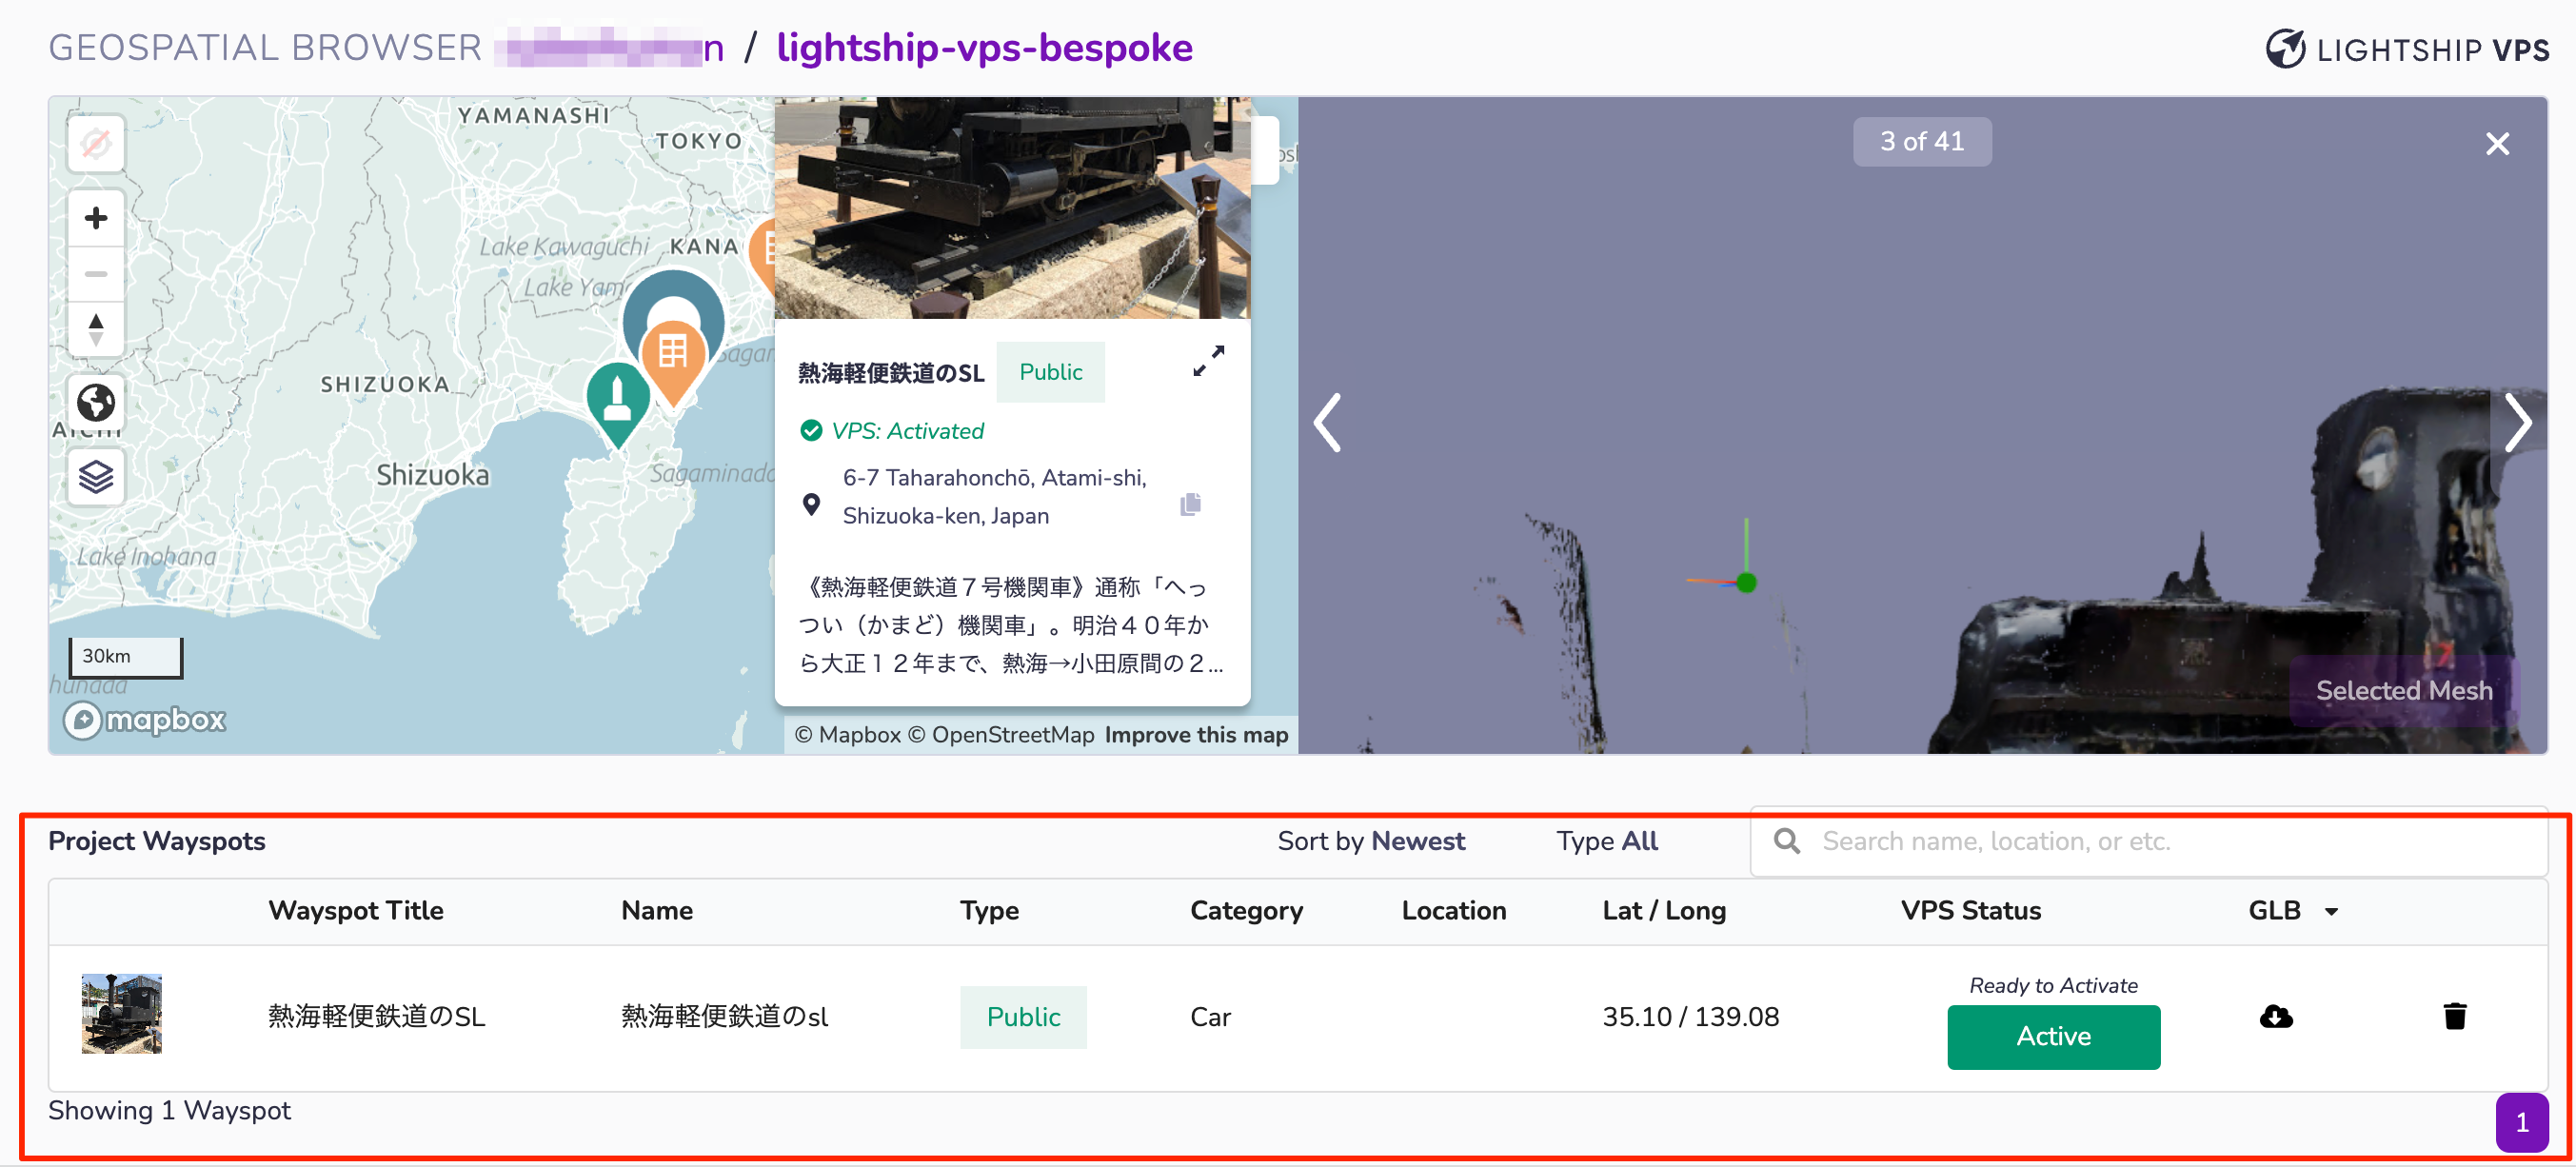 GEOSPATIAL BROWSER n / lightship-vps-bespoke
LIGHTSHIP VPS
YAMANASHI
TOKYO
Lake Kawaguchi
KANA
Lake Yam
Sagar
SHIZUOKA
AICHI
Shizuoka
Sagaminada
Lake Inohana
30km
hunada
mapbox
熱海軽便鉄道のSL Public
VPS: Activated
6-7 Taharahonchō, Atami-shi,
Shizuoka-ken, Japan
《熱海軽便鉄道７号機関車》通称「へっ
つい（かまど）機関車」。明治４０年か
ら大正１２年まで、熱海→小田原間の２...
© Mapbox © OpenStreetMap Improve this map
3 of 41
Selected Mesh
Project Wayspots
Sort by Newest
Type All
Search name, location, or etc.
Wayspot Title Name Type Category Location Lat / Long VPS Status GLB
Ready to Activate
熱海軽便鉄道のSL 熱海軽便鉄道のsl Public Car 35.10 / 139.08 Active
Showing 1 Wayspot
1